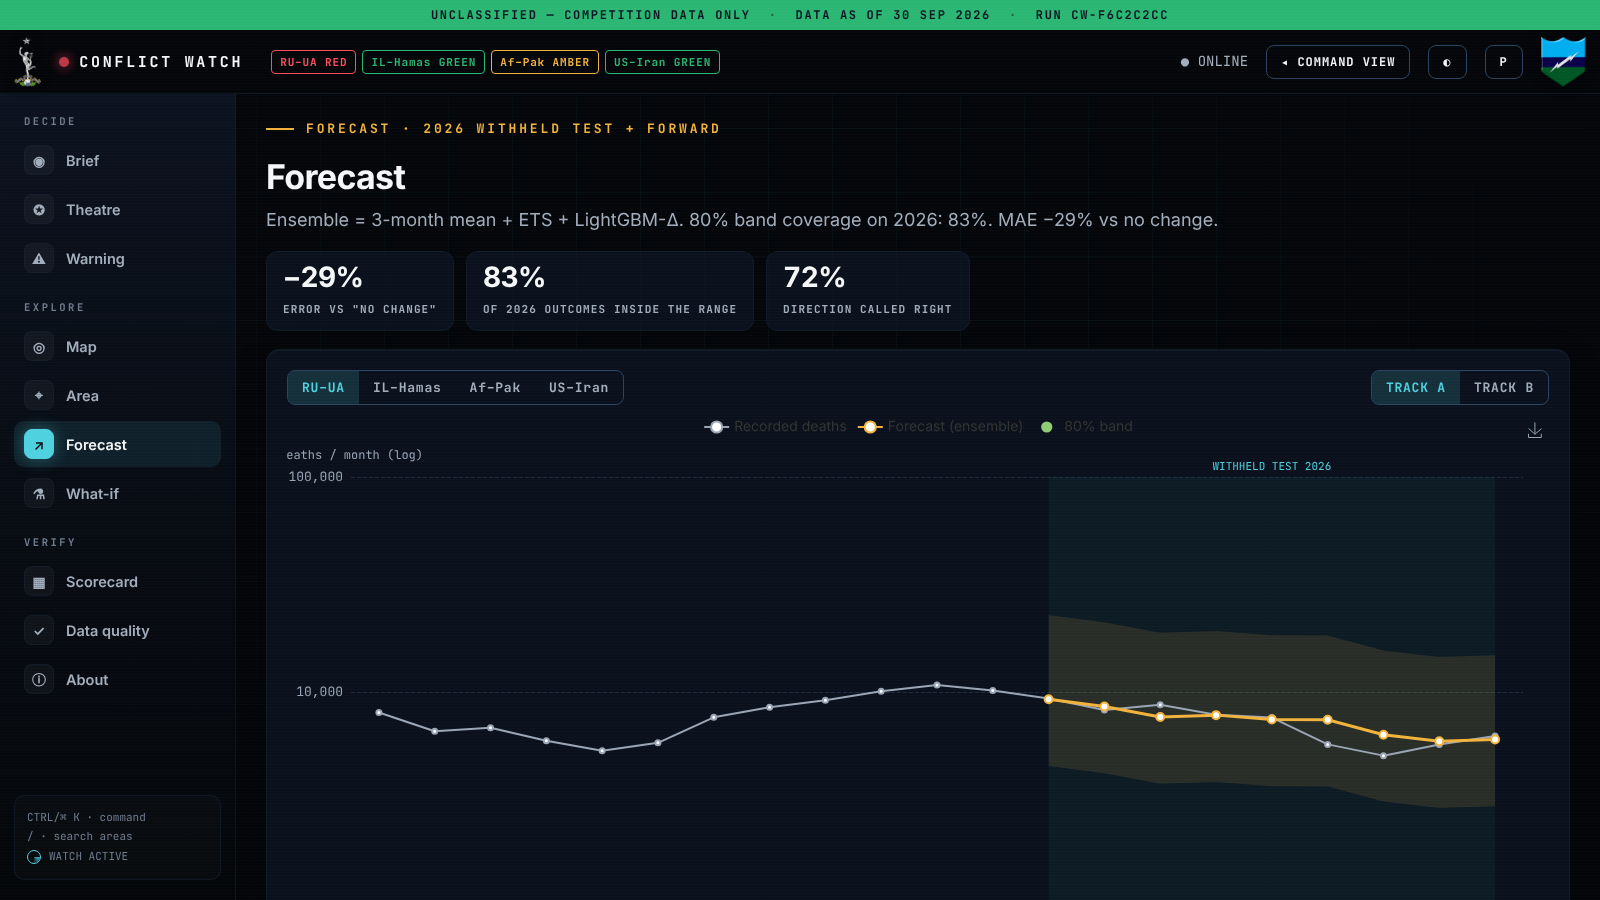 UNCLASSIFIED — COMPETITION DATA ONLY · DATA AS OF 30 SEP 2026 · RUN CW-F6C2C2CC
CONFLICT WATCH
RU-UA RED
IL-Hamas GREEN
Af-Pak AMBER
US-Iran GREEN
ONLINE
COMMAND VIEW
P
DECIDE
Brief
Theatre
Warning
EXPLORE
Map
Area
Forecast
What-if
VERIFY
Scorecard
Data quality
About
CTRL/⌘ K · command
/ · search areas
WATCH ACTIVE
FORECAST · 2026 WITHHELD TEST + FORWARD
Forecast
Ensemble = 3-month mean + ETS + LightGBM-Δ. 80% band coverage on 2026: 83%. MAE −29% vs no change.
−29%
ERROR VS "NO CHANGE"
83%
OF 2026 OUTCOMES INSIDE THE RANGE
72%
DIRECTION CALLED RIGHT
RU-UA
IL-Hamas
Af-Pak
US-Iran
TRACK A
TRACK B
Recorded deaths
Forecast (ensemble)
80% band
eaths / month (log)
WITHHELD TEST 2026
100,000
10,000